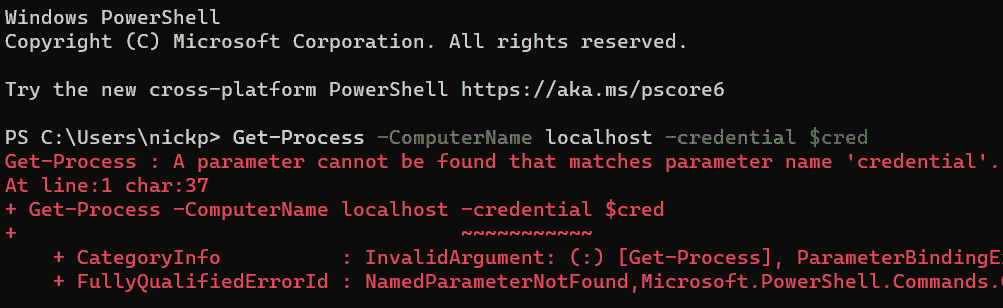 Windows PowerShell
Copyright (C) Microsoft Corporation. All rights reserved.
Try the new cross-platform PowerShell https://aka.ms/pscore6
PS C:\Users\nickp> Get-Process -ComputerName localhost -credential $cred
Get-Process : A parameter cannot be found that matches parameter name 'credential'.
At line:1 char:37
+ Get-Process -ComputerName localhost -credential $cred
+                                     ~~~~~~~~~~~
    + CategoryInfo          : InvalidArgument: (:) [Get-Process], ParameterBindingE
    + FullyQualifiedErrorId : NamedParameterNotFound,Microsoft.PowerShell.Commands.